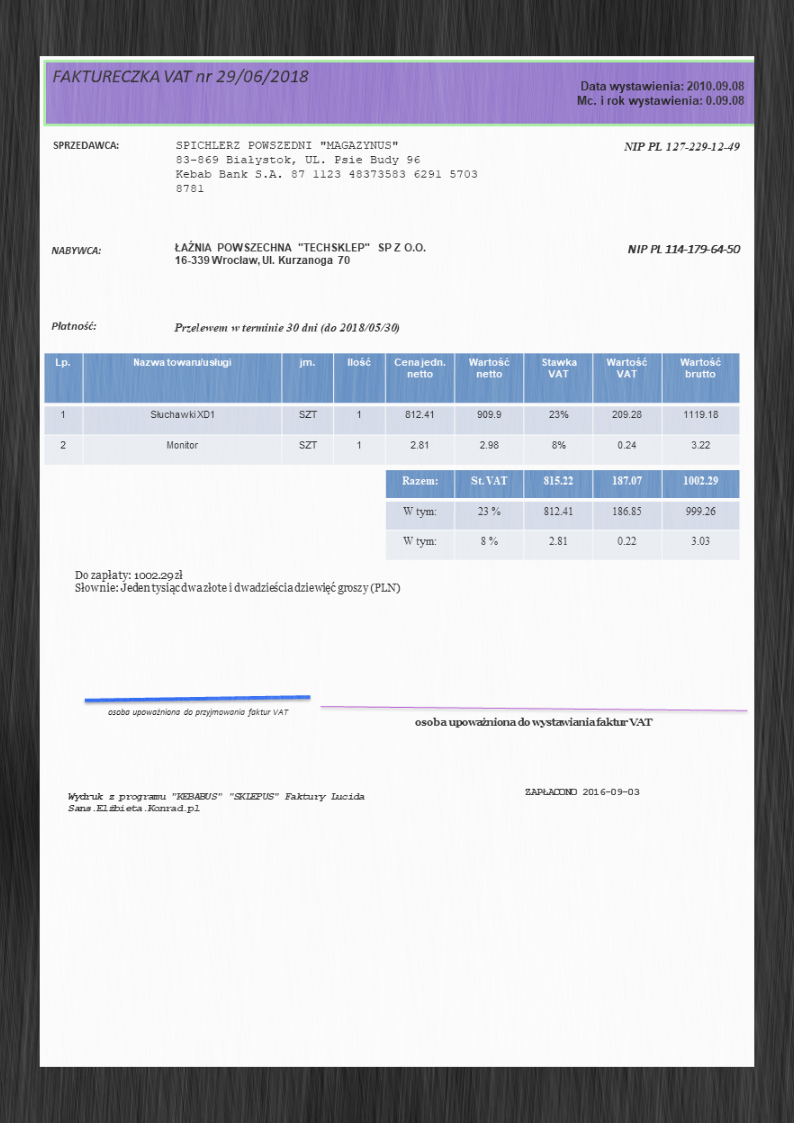 FAKTURECZKA VAT nr 29/06/2018
Data wystawienia: 2010.09.08
Mc. i rok wystawienia: 0.09.08
SPRZEDAWCA:
SPICHLERZ POWSZEDNI "MAGAZYNUS"
NIP PL 127-229-12-49
83-869 Białystok, UL. Psie Budy 96
Kebab Bank S.A. 87 1123 48373583 6291 5703
8781
NABYWCA:
ŁAŹNIA POWSZECHNA "TECHSKLEP" SP Z O.O.
NIP PL 114-179-64-50
16-339 Wrocław, Ul. Kurzanoga 70
Płatność:
Przelewem w terminie 30 dni (do 2018/05/30)
Lp. Nazwa towaru/usługi jm. Ilość Cena jedn. netto Wartość netto Stawka VAT Wartość VAT Wartość brutto
1 Słuchawki XD1 SZT 1 812.41 909.9 23% 209.28 1119.18
2 Monitor SZT 1 2.81 2.98 8% 0.24 3.22
Razem: St. VAT 815.22 187.07 1002.29
W tym: 23 % 812.41 186.85 999.26
W tym: 8 % 2.81 0.22 3.03
Do zapłaty: 1002.29 zł
Słownie: Jeden tysiąc dwa złote i dwadzieścia dziewięć groszy (PLN)
osoba upoważniona do przyjmowania faktur VAT
osoba upoważniona do wystawiania faktur VAT
Wydruk z programu "KEBABUS" "SKLEPUS" Faktury Lucida
Sans.Elżbieta.Konrad.pl
ZAPŁACONO 2016-09-03